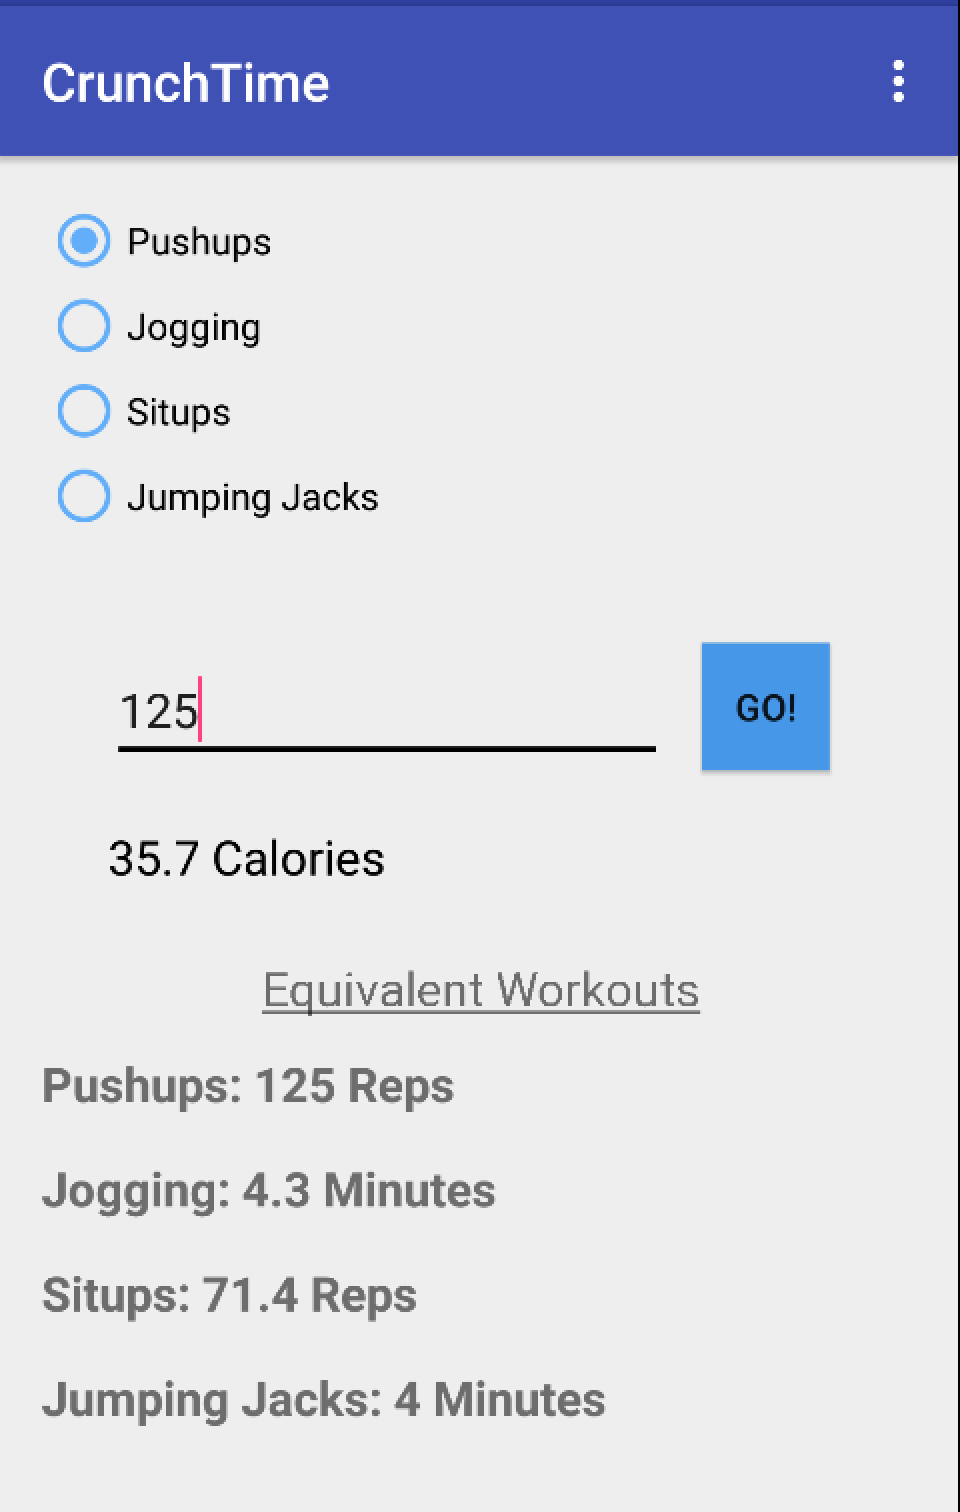 CrunchTime
Pushups
Jogging
Situps
Jumping Jacks
125
GO!
35.7 Calories
Equivalent Workouts
Pushups: 125 Reps
Jogging: 4.3 Minutes
Situps: 71.4 Reps
Jumping Jacks: 4 Minutes